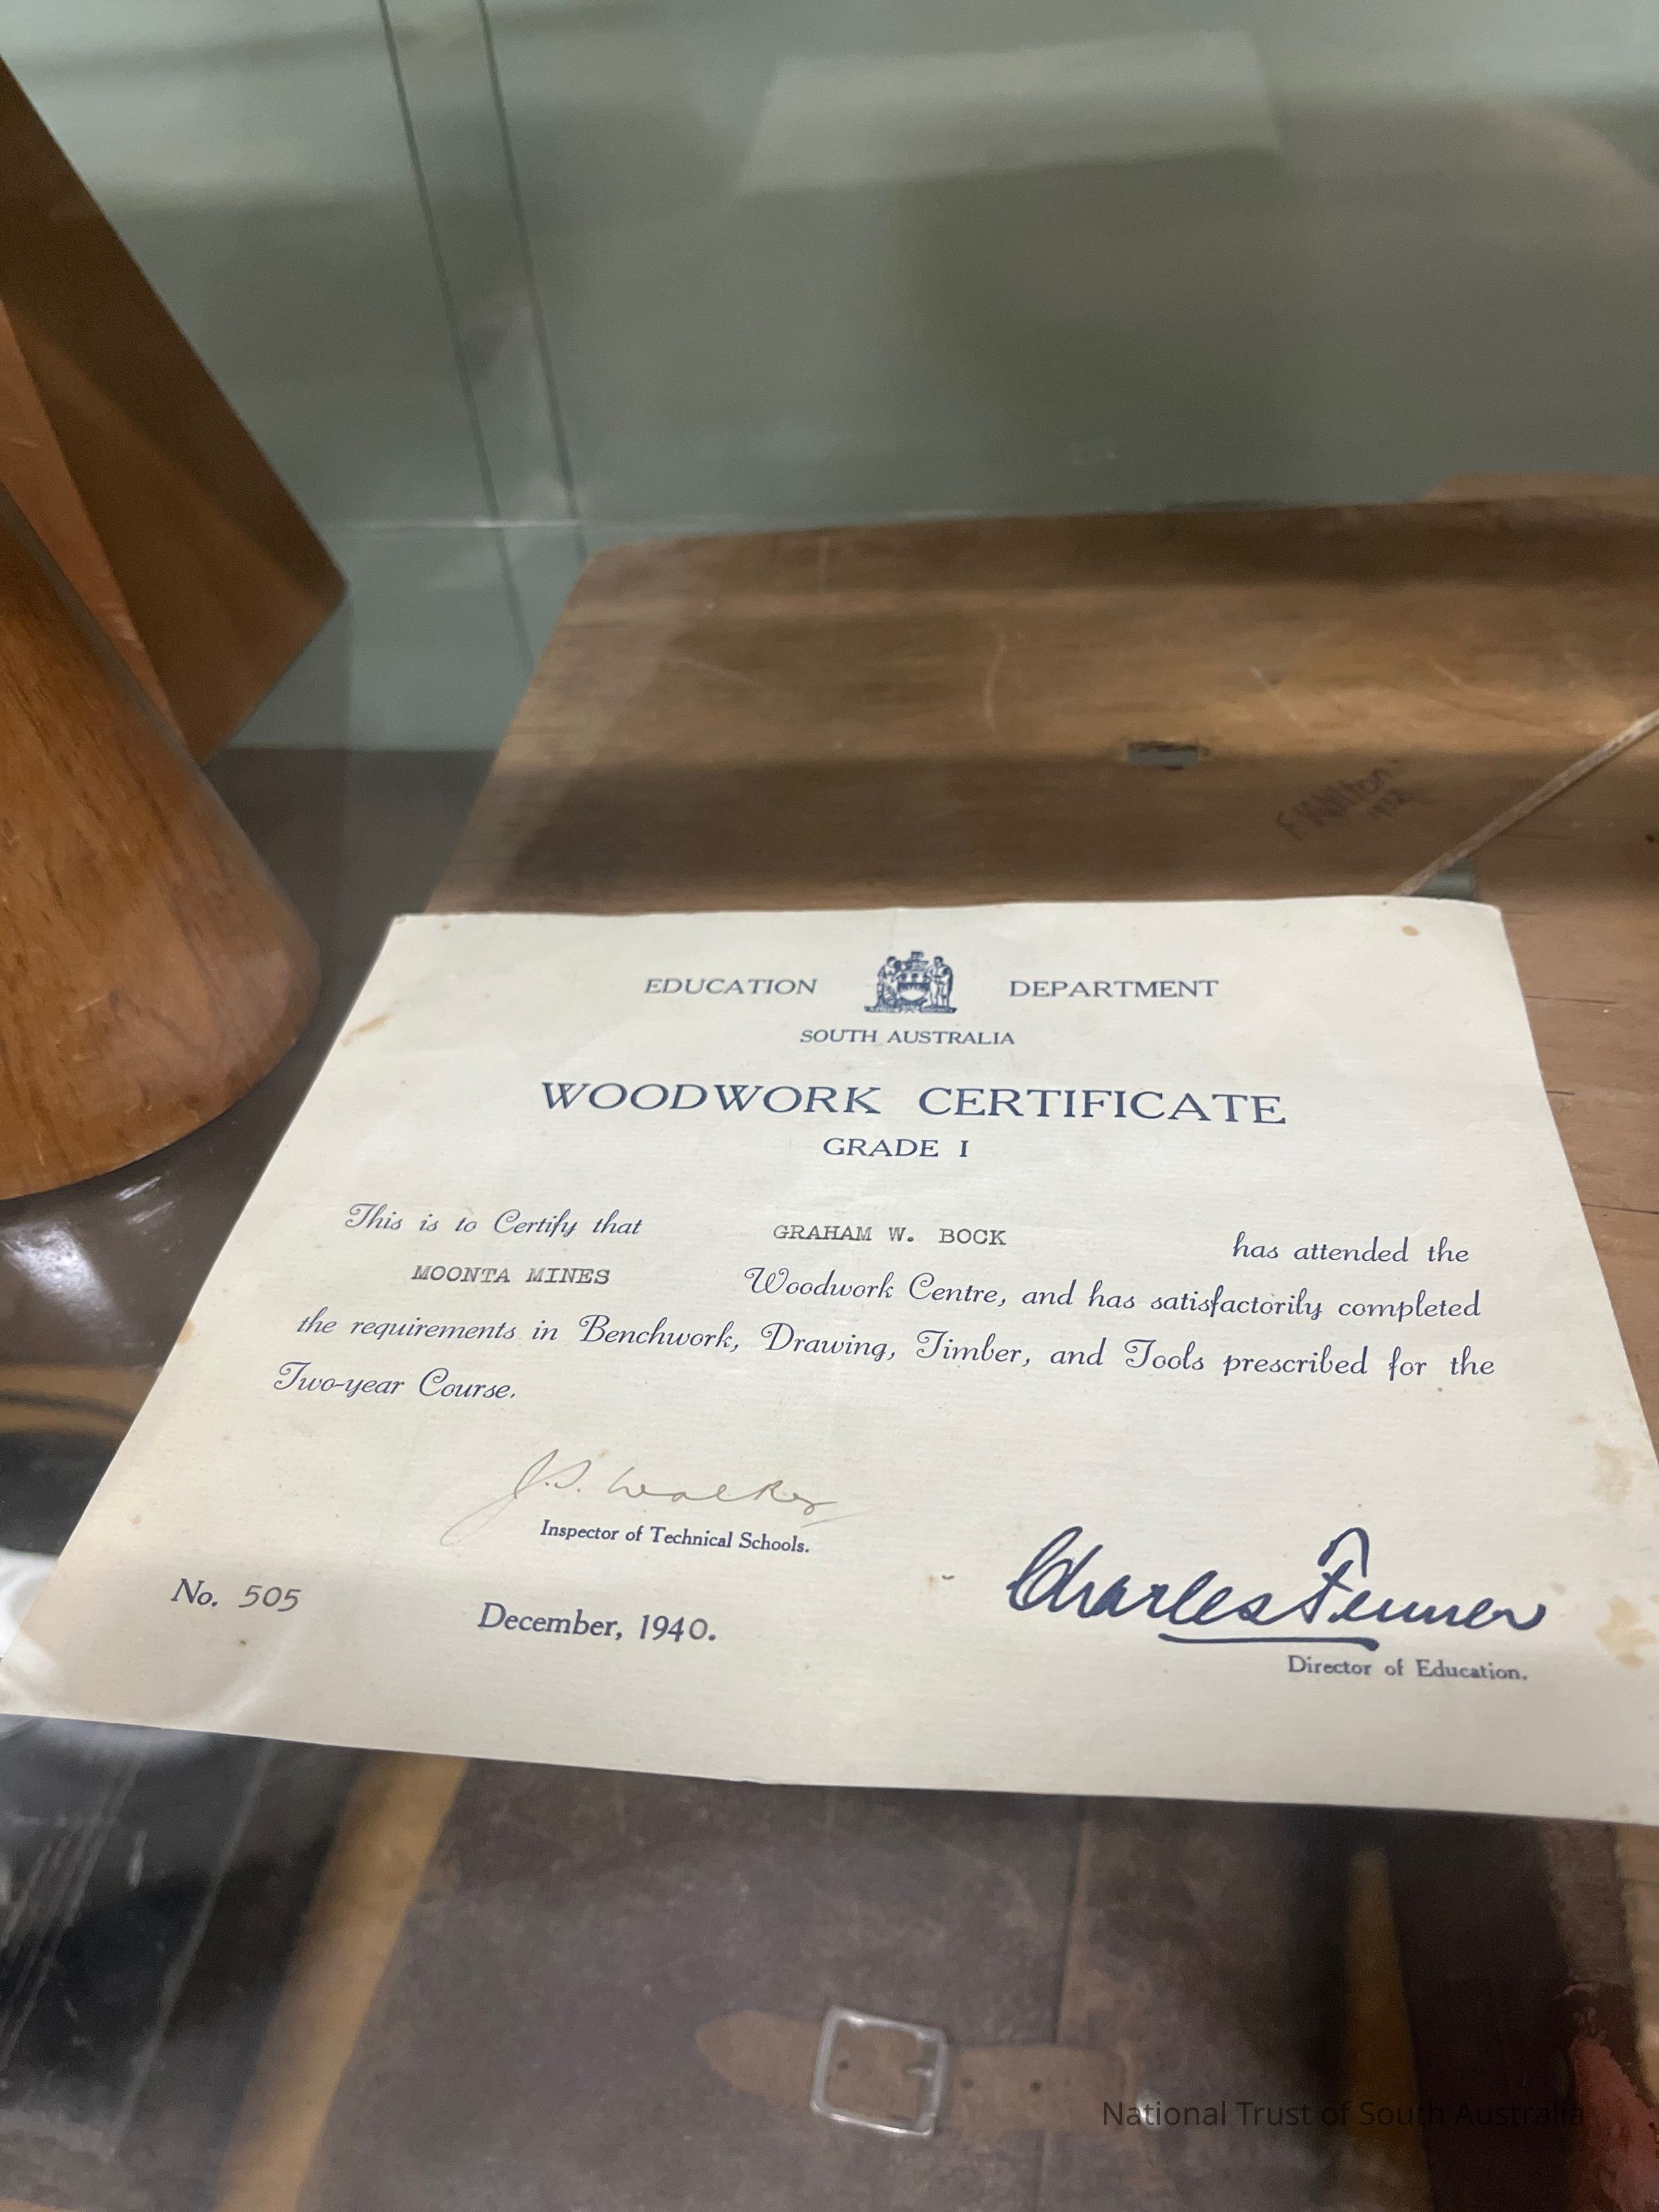 EDUCATION DEPARTMENT
SOUTH AUSTRALIA
WOODWORK CERTIFICATE
GRADE I
This is to Certify that GRAHAM W. BOCK has attended the
MOONTA MINES Woodwork Centre, and has satisfactorily completed
the requirements in Benchwork, Drawing, Timber, and Tools prescribed for the
Two-year Course.
J.S. Walker
Inspector of Technical Schools.
No. 505
December, 1940.
Charles Fenner
Director of Education.
National Trust of South Australia